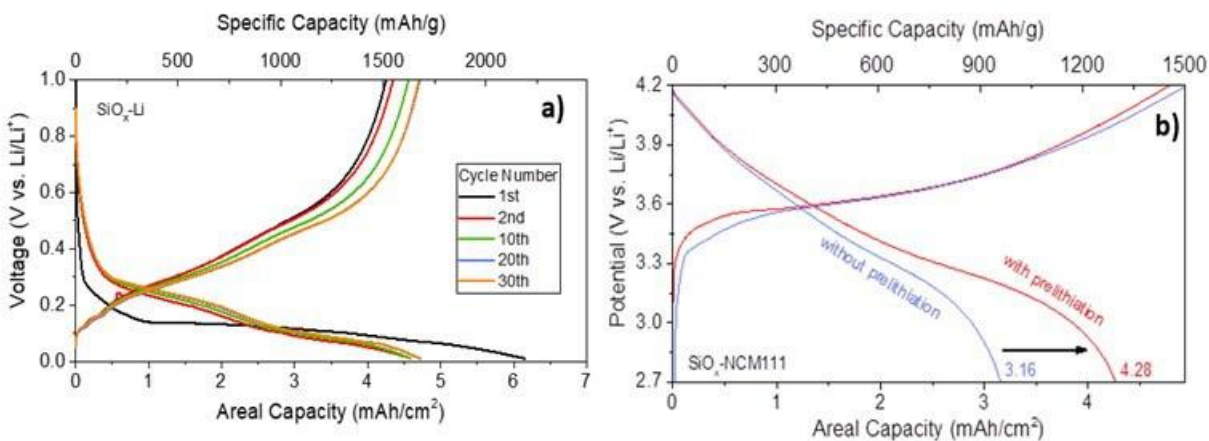 Specific Capacity (mAh/g)
0 500 1000 1500 2000
1.0
0.8
0.6
0.4
0.2
0.0
Voltage (V vs. Li/Li⁺)
SiOₓ-Li
a)
Cycle Number
1st
2nd
10th
20th
30th
0 1 2 3 4 5 6 7
Areal Capacity (mAh/cm²)
Specific Capacity (mAh/g)
0 300 600 900 1200 1500
4.2
3.9
3.6
3.3
3.0
2.7
Potential (V vs. Li/Li⁺)
b)
without prelithiation
with prelithiation
3.16
4.28
SiOₓ-NCM111
0 1 2 3 4
Areal Capacity (mAh/cm²)